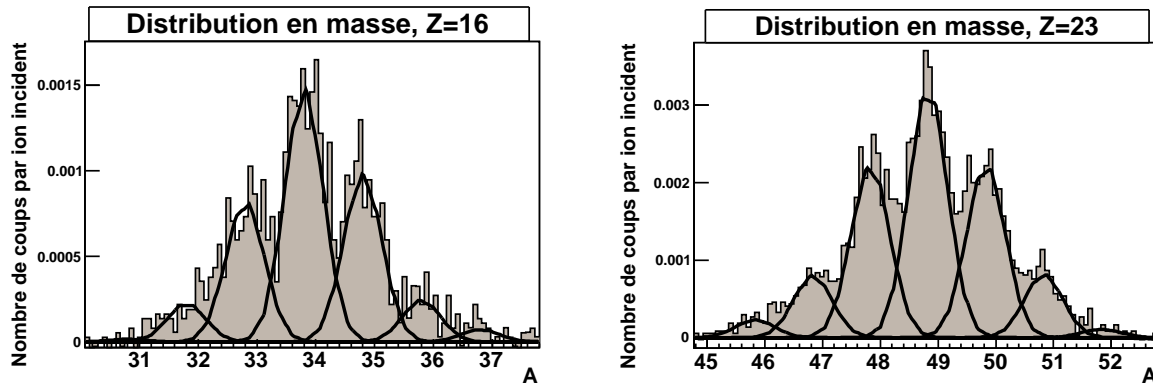 Distribution en masse, Z=16
Nombre de coups par ion incident
0.0015
0.001
0.0005
0
31 32 33 34 35 36 37
A
Distribution en masse, Z=23
Nombre de coups par ion incident
0.003
0.002
0.001
0
45 46 47 48 49 50 51 52
A